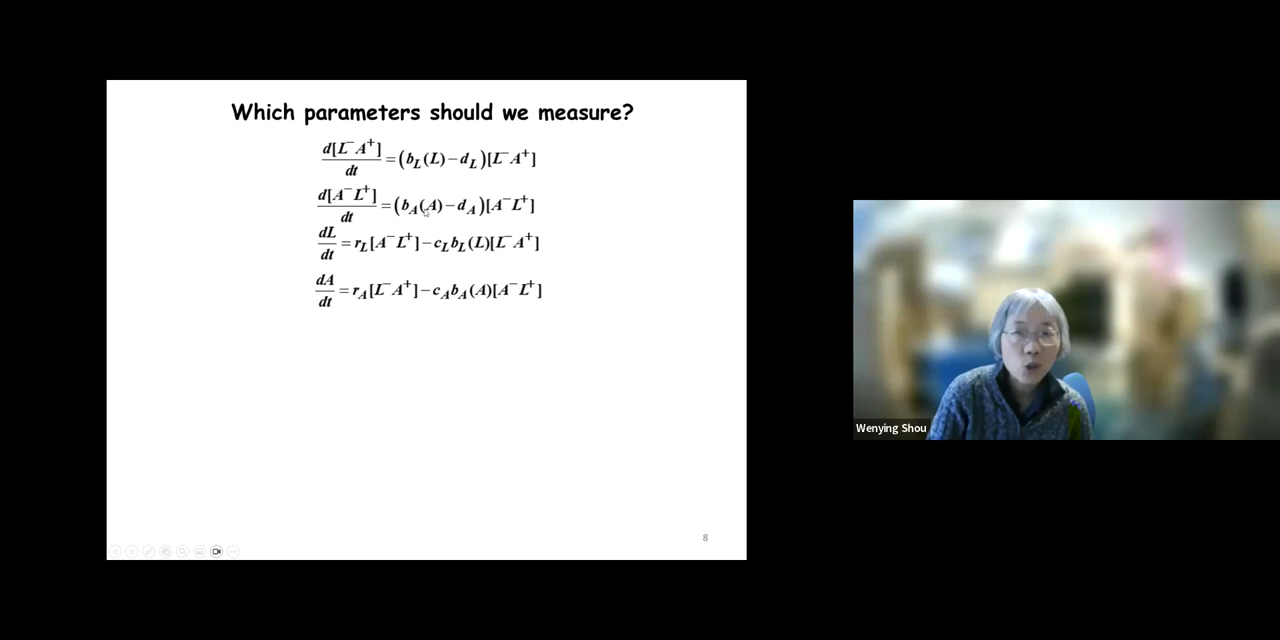 Which parameters should we measure?
d[L⁻A⁺]/dt = (b_L(L) − d_L)[L⁻A⁺]
d[A⁻L⁺]/dt = (b_A(A) − d_A)[A⁻L⁺]
dL/dt = r_L[A⁻L⁺] − c_L b_L(L)[L⁻A⁺]
dA/dt = r_A[L⁻A⁺] − c_A b_A(A)[A⁻L⁺]
8
Wenying Shou